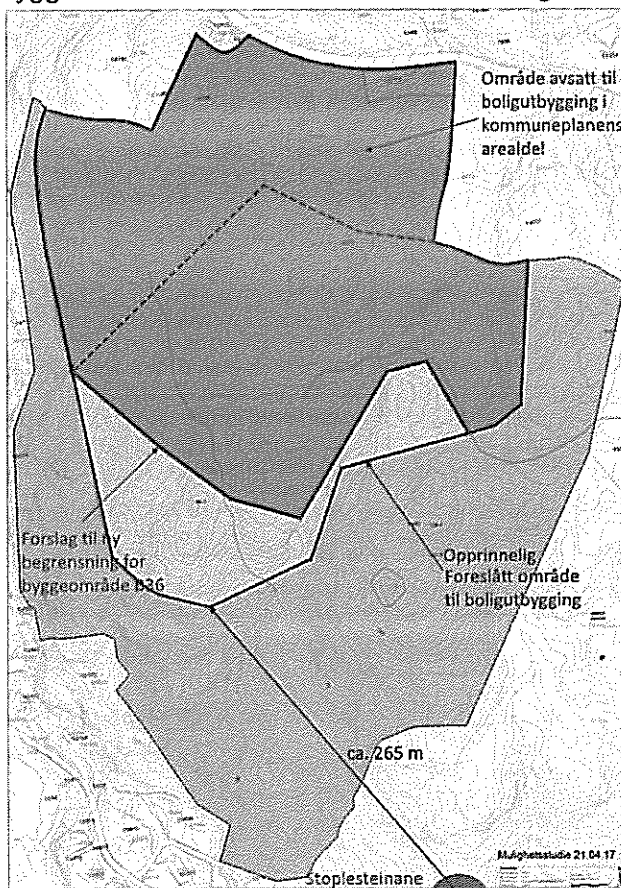 Område avsatt til
boligutbygging i
kommuneplanens
arealdel
Forslag til ny
begrensning for
byggeområde B36
Opprinnelig
Foreslått område
til boligutbygging
ca. 265 m
Mulighetsstudie 21.04.17
Stoplesteinane